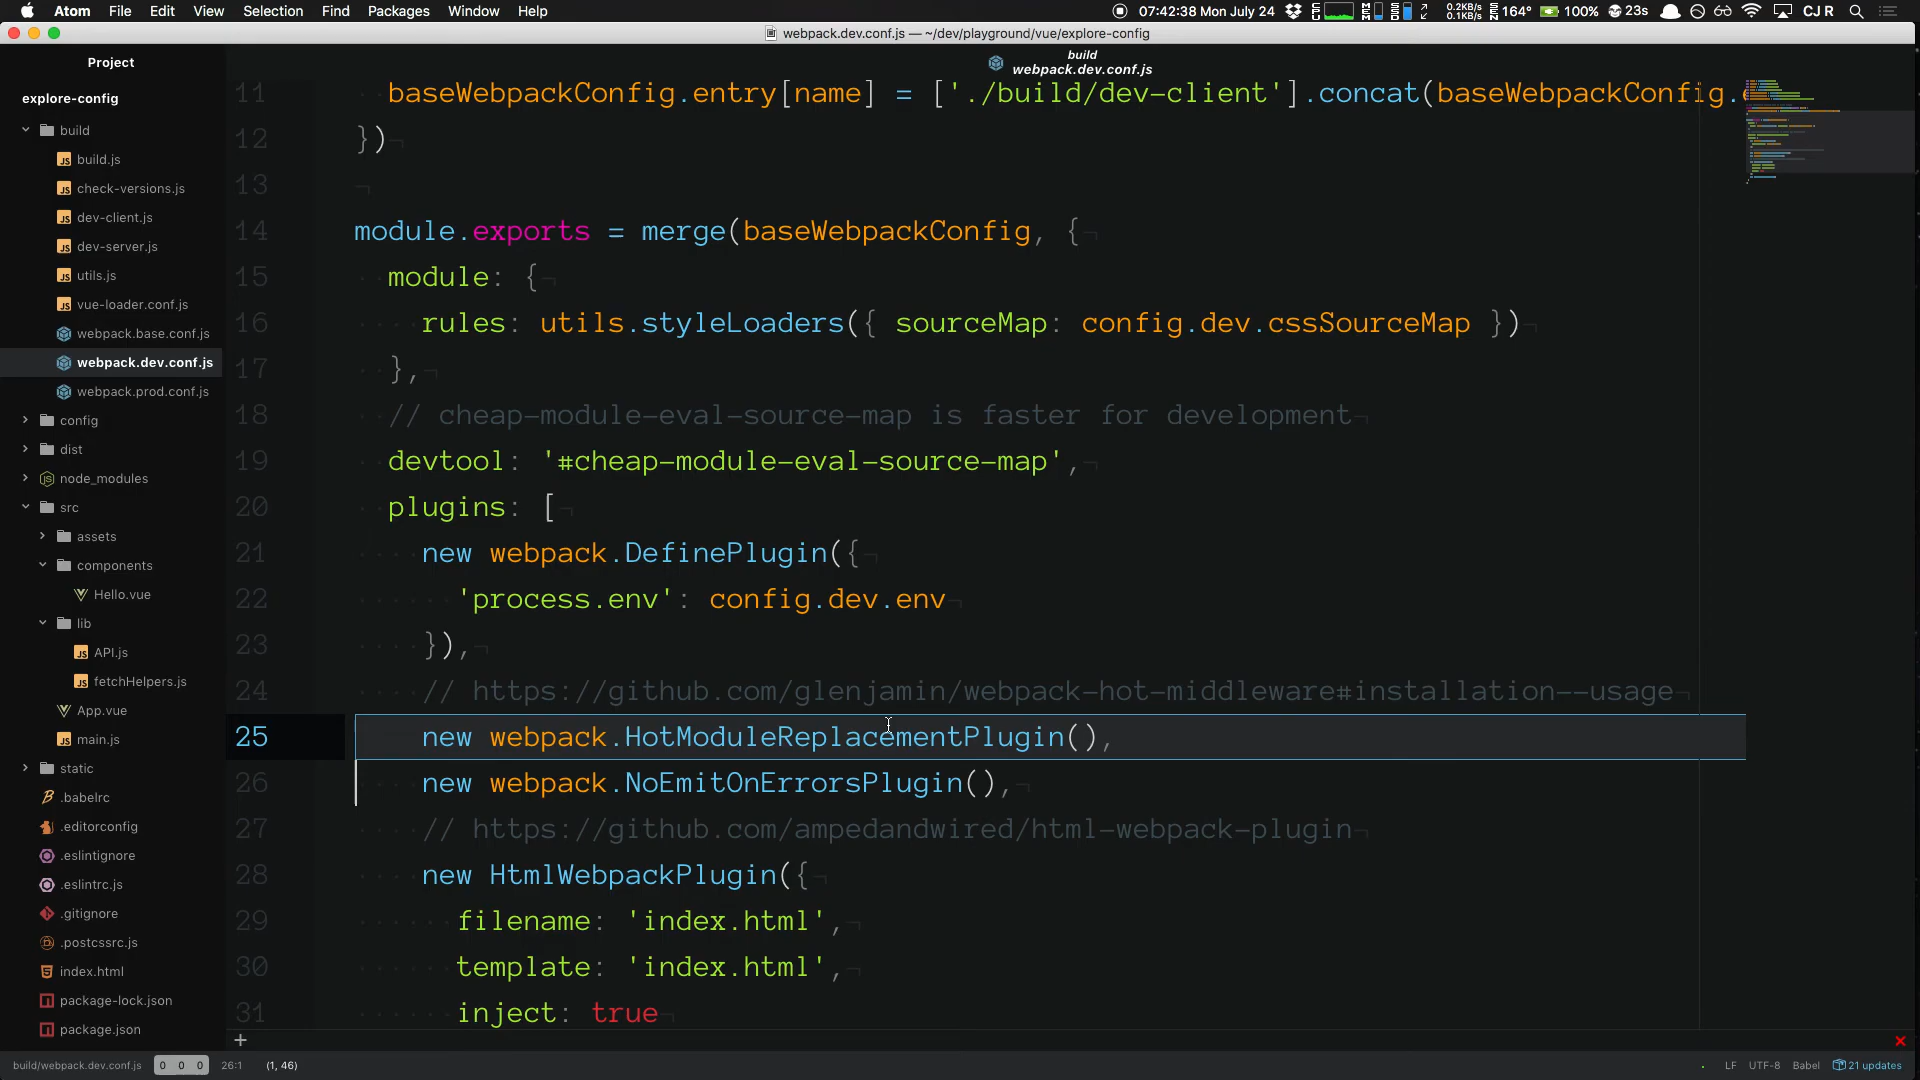 Atom File Edit View Selection Find Packages Window Help
07:42:38 Mon July 24 0.2KB/s 0.1KB/s 164° 100% 23s CJ R
webpack.dev.conf.js — ~/dev/playground/vue/explore-config
Project
explore-config
build
build.js
check-versions.js
dev-client.js
dev-server.js
utils.js
vue-loader.conf.js
webpack.base.conf.js
webpack.dev.conf.js
webpack.prod.conf.js
config
dist
node_modules
src
assets
components
Hello.vue
lib
API.js
fetchHelpers.js
App.vue
main.js
static
.babelrc
.editorconfig
.eslintignore
.eslintrc.js
.gitignore
.postcssrc.js
index.html
package-lock.json
package.json
build
webpack.dev.conf.js
11 baseWebpackConfig.entry[name] = ['./build/dev-client'].concat(baseWebpackConfig.
12 })
13
14 module.exports = merge(baseWebpackConfig, {
15 module: {
16 rules: utils.styleLoaders({ sourceMap: config.dev.cssSourceMap })
17 },
18 // cheap-module-eval-source-map is faster for development
19 devtool: '#cheap-module-eval-source-map',
20 plugins: [
21 new webpack.DefinePlugin({
22 'process.env': config.dev.env
23 }),
24 // https://github.com/glenjamin/webpack-hot-middleware#installation--usage
25 new webpack.HotModuleReplacementPlugin(),
26 new webpack.NoEmitOnErrorsPlugin(),
27 // https://github.com/ampedandwired/html-webpack-plugin
28 new HtmlWebpackPlugin({
29 filename: 'index.html',
30 template: 'index.html',
31 inject: true
+
build/webpack.dev.conf.js 0 0 0 26:1 (1, 46) LF UTF-8 Babel 21 updates